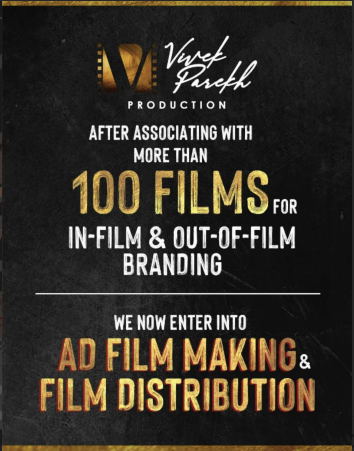 Vivek
Parekh
PRODUCTION
AFTER ASSOCIATING WITH
MORE THAN
100 FILMS FOR
IN-FILM & OUT-OF-FILM
BRANDING
WE NOW ENTER INTO
AD FILM MAKING &
FILM DISTRIBUTION